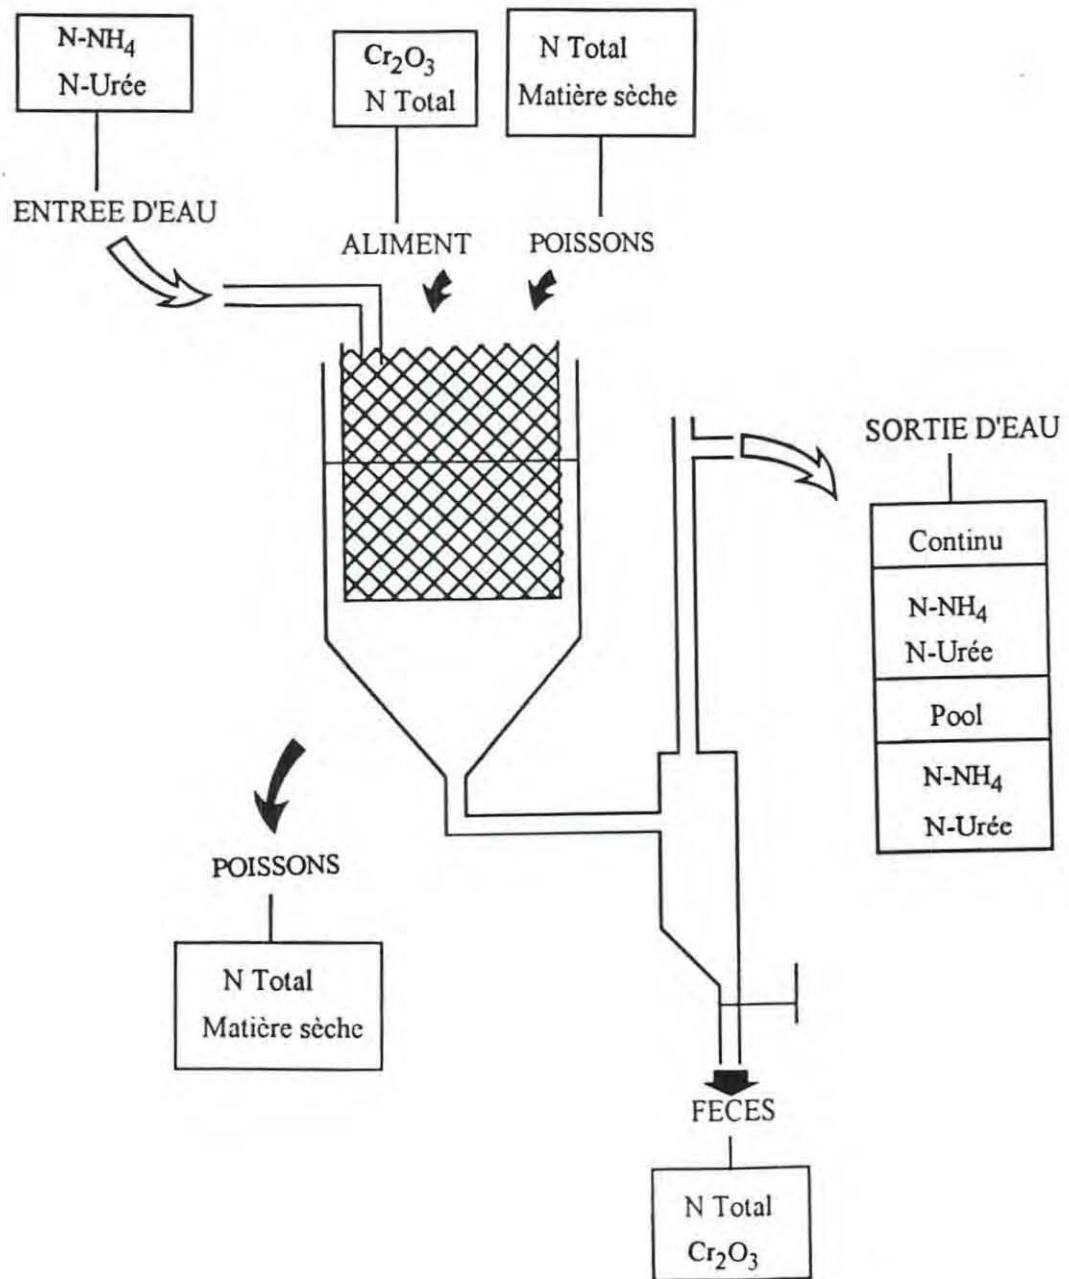 N-NH4
N-Urée
Cr2O3
N Total
N Total
Matière sèche
ENTREE D'EAU
ALIMENT
POISSONS
SORTIE D'EAU
Continu
N-NH4
N-Urée
Pool
N-NH4
N-Urée
POISSONS
N Total
Matière sèche
FECES
N Total
Cr2O3